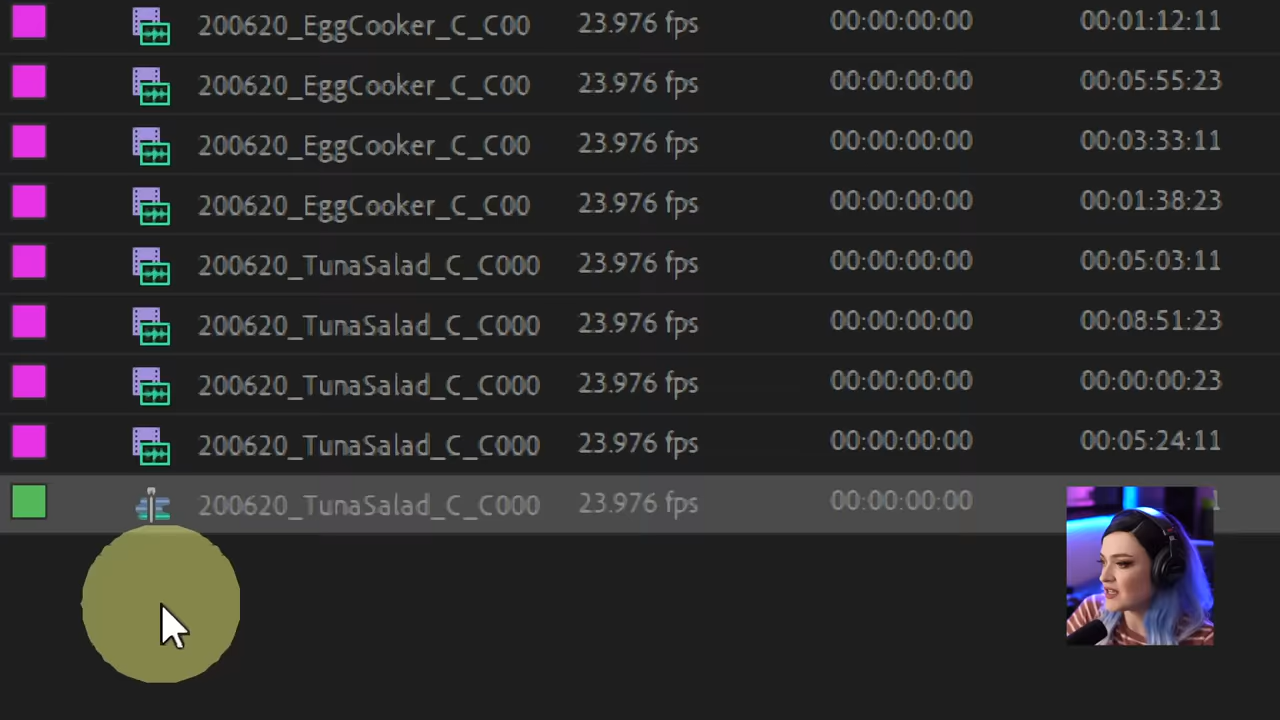 200620_EggCooker_C_C00 23.976 fps 00:00:00:00 00:01:12:11
200620_EggCooker_C_C00 23.976 fps 00:00:00:00 00:05:55:23
200620_EggCooker_C_C00 23.976 fps 00:00:00:00 00:03:33:11
200620_EggCooker_C_C00 23.976 fps 00:00:00:00 00:01:38:23
200620_TunaSalad_C_C000 23.976 fps 00:00:00:00 00:05:03:11
200620_TunaSalad_C_C000 23.976 fps 00:00:00:00 00:08:51:23
200620_TunaSalad_C_C000 23.976 fps 00:00:00:00 00:00:00:23
200620_TunaSalad_C_C000 23.976 fps 00:00:00:00 00:05:24:11
200620_TunaSalad_C_C000 23.976 fps 00:00:00:00